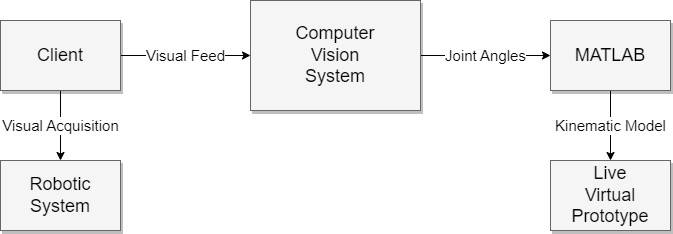 Client
Visual Feed
Computer
Vision
System
Joint Angles
MATLAB
Visual Acquisition
Kinematic Model
Robotic
System
Live
Virtual
Prototype